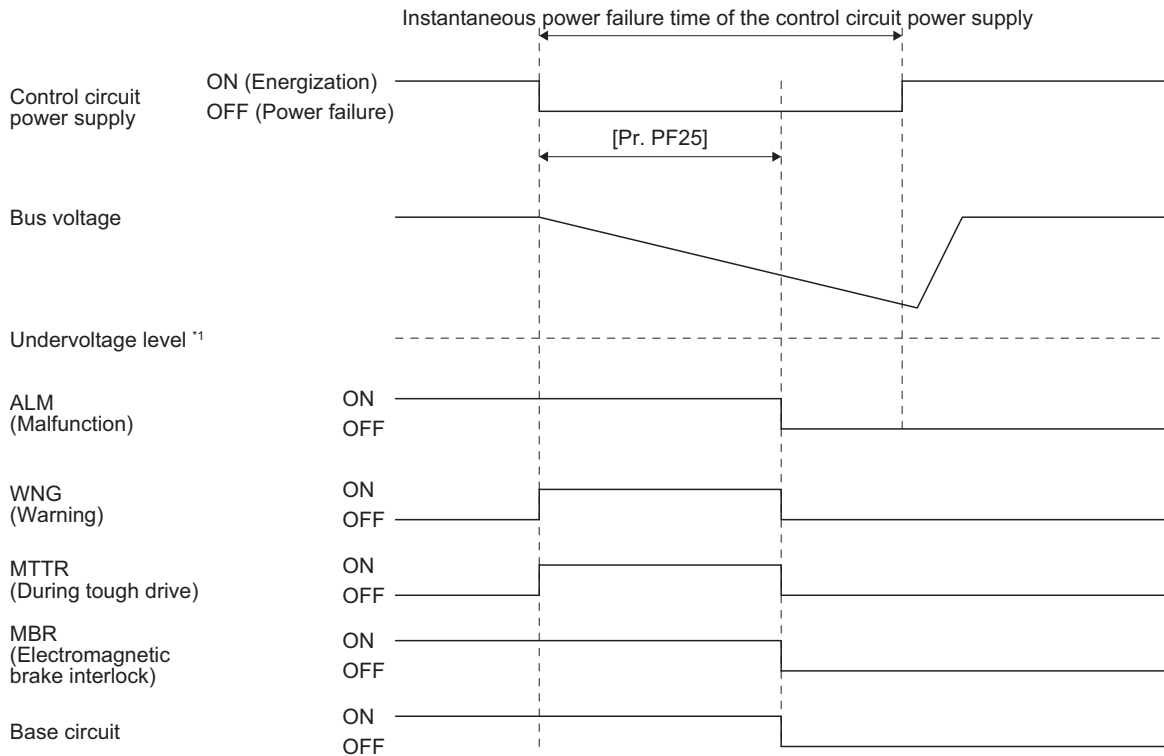 Instantaneous power failure time of the control circuit power supply
Control circuit
power supply
ON (Energization)
OFF (Power failure)
[Pr. PF25]
Bus voltage
Undervoltage level *1
ALM
(Malfunction)
ON
OFF
WNG
(Warning)
ON
OFF
MTTR
(During tough drive)
ON
OFF
MBR
(Electromagnetic
brake interlock)
ON
OFF
Base circuit
ON
OFF